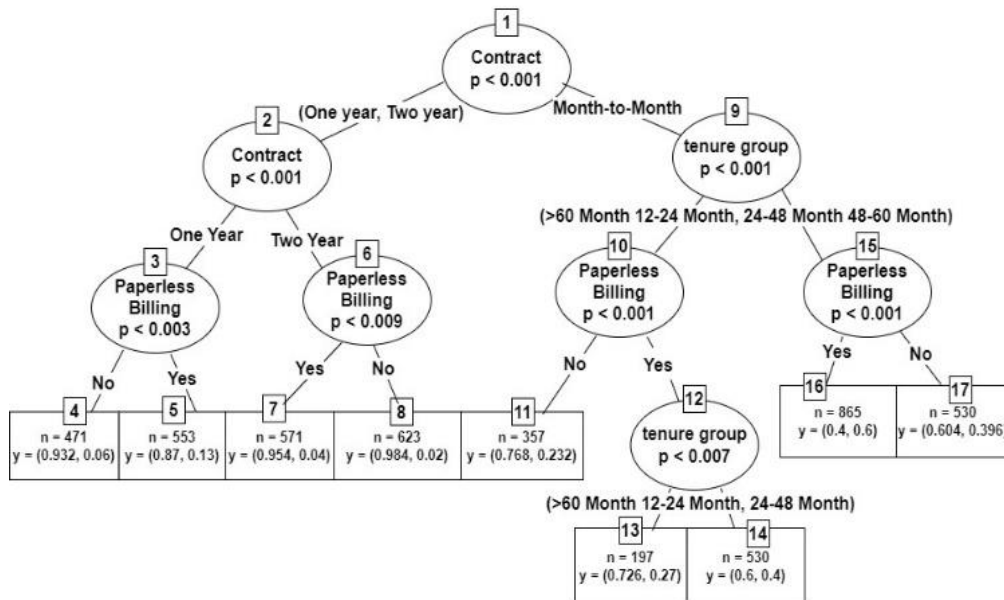 1
Contract
p < 0.001
(One year, Two year)
Month-to-Month
2
Contract
p < 0.001
9
tenure group
p < 0.001
(>60 Month 12-24 Month, 24-48 Month 48-60 Month)
One Year
Two Year
3
Paperless
Billing
p < 0.003
6
Paperless
Billing
p < 0.009
10
Paperless
Billing
p < 0.001
15
Paperless
Billing
p < 0.001
No
Yes
Yes
No
No
Yes
Yes
No
4
n = 471
y = (0.932, 0.06)
5
n = 553
y = (0.87, 0.13)
7
n = 571
y = (0.954, 0.04)
8
n = 623
y = (0.984, 0.02)
11
n = 357
y = (0.768, 0.232)
12
tenure group
p < 0.007
16
n = 865
y = (0.4, 0.6)
17
n = 530
y = (0.604, 0.396)
(>60 Month 12-24 Month, 24-48 Month)
13
n = 197
y = (0.726, 0.27)
14
n = 530
y = (0.6, 0.4)